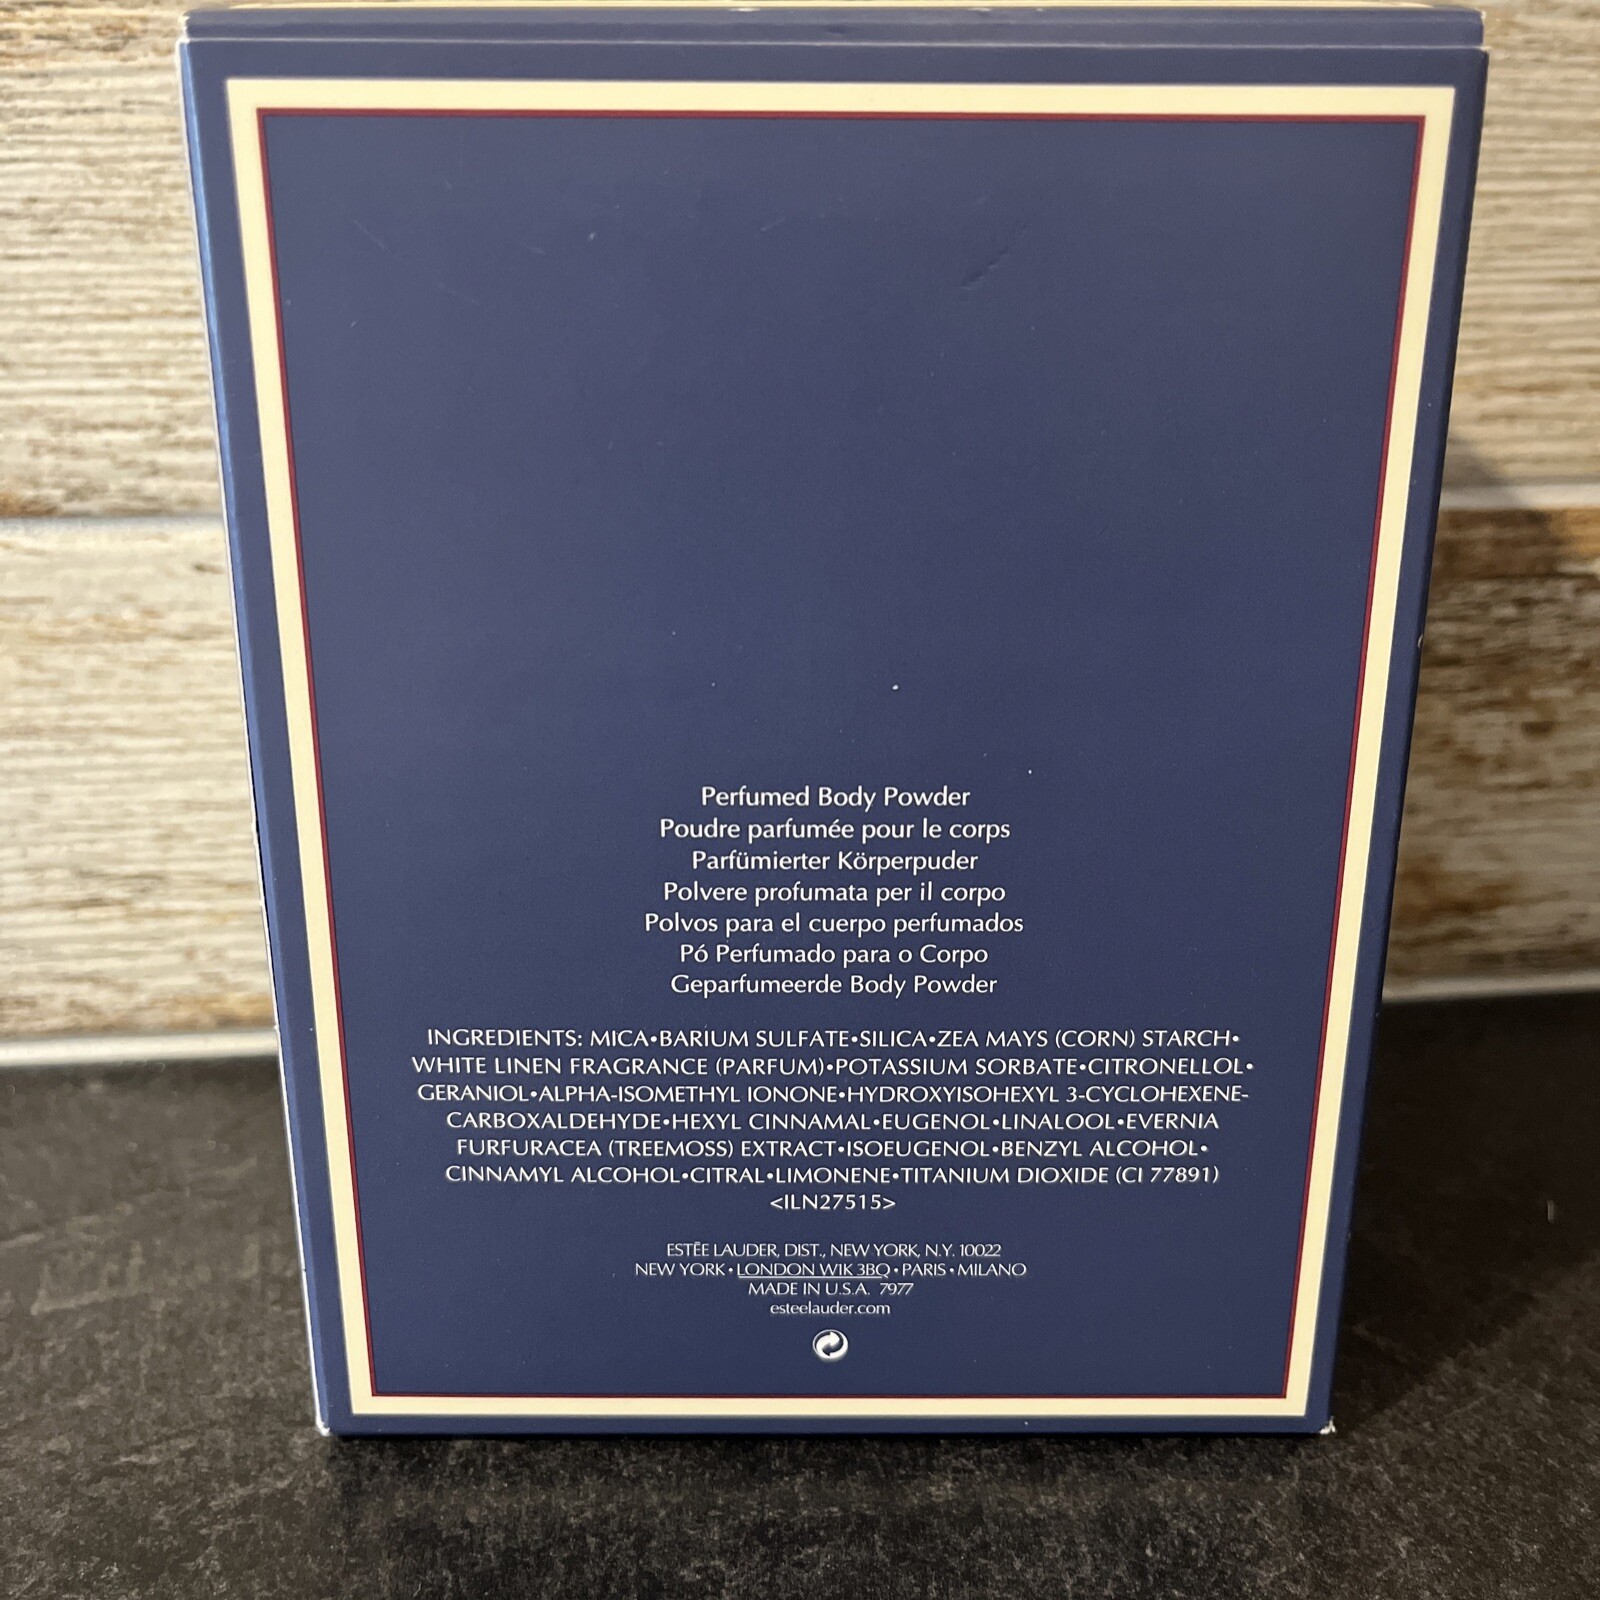 Perfumed Body Powder
Poudre parfumée pour le corps
Parfümierter Körperpuder
Polvere profumata per il corpo
Polvos para el cuerpo perfumados
Pó Perfumado para o Corpo
Geparfumeerde Body Powder
INGREDIENTS: MICA•BARIUM SULFATE•SILICA•ZEA MAYS (CORN) STARCH•
WHITE LINEN FRAGRANCE (PARFUM)•POTASSIUM SORBATE•CITRONELLOL•
GERANIOL•ALPHA-ISOMETHYL IONONE•HYDROXYISOHEXYL 3-CYCLOHEXENE-
CARBOXALDEHYDE•HEXYL CINNAMAL•EUGENOL•LINALOOL•EVERNIA
FURFURACEA (TREEMOSS) EXTRACT•ISOEUGENOL•BENZYL ALCOHOL•
CINNAMYL ALCOHOL•CITRAL•LIMONENE•TITANIUM DIOXIDE (CI 77891)
<ILN27515>
ESTĒE LAUDER, DIST., NEW YORK, N.Y. 10022
NEW YORK • LONDON W1K 3BQ • PARIS • MILANO
MADE IN U.S.A. 7977
esteelauder.com